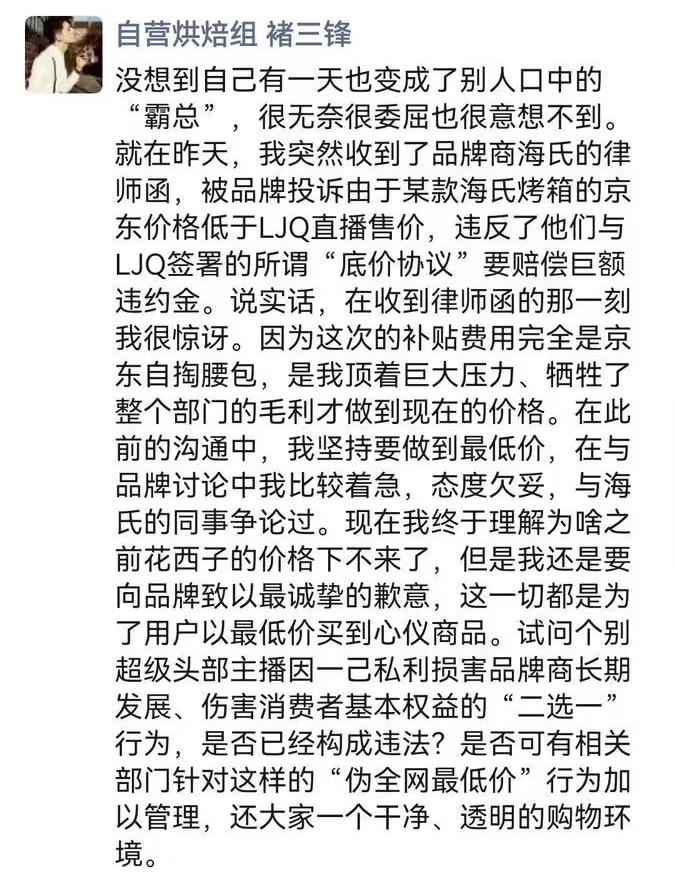 自营烘焙组 褚三锋
没想到自己有一天也变成了别人口中的
“霸总”，很无奈很委屈也很意想不到。
就在昨天，我突然收到了品牌商海氏的律
师函，被品牌投诉由于某款海氏烤箱的京
东价格低于LJQ直播售价，违反了他们与
LJQ签署的所谓“底价协议”要赔偿巨额
违约金。说实话，在收到律师函的那一刻
我很惊讶。因为这次的补贴费用完全是京
东自掏腰包，是我顶着巨大压力、牺牲了
整个部门的毛利才做到现在的价格。在此
前的沟通中，我坚持要做到最低价，在与
品牌讨论中我比较着急，态度欠妥，与海
氏的同事争论过。现在我终于理解为啥之
前花西子的价格下不来了，但是我还是要
向品牌致以最诚挚的歉意，这一切都是为
了用户以最低价买到心仪商品。试问个别
超级头部主播因一己私利损害品牌商长期
发展、伤害消费者基本权益的“二选一”
行为，是否已经构成违法？是否可有相关
部门针对这样的“伪全网最低价”行为加
以管理，还大家一个干净、透明的购物环
境。